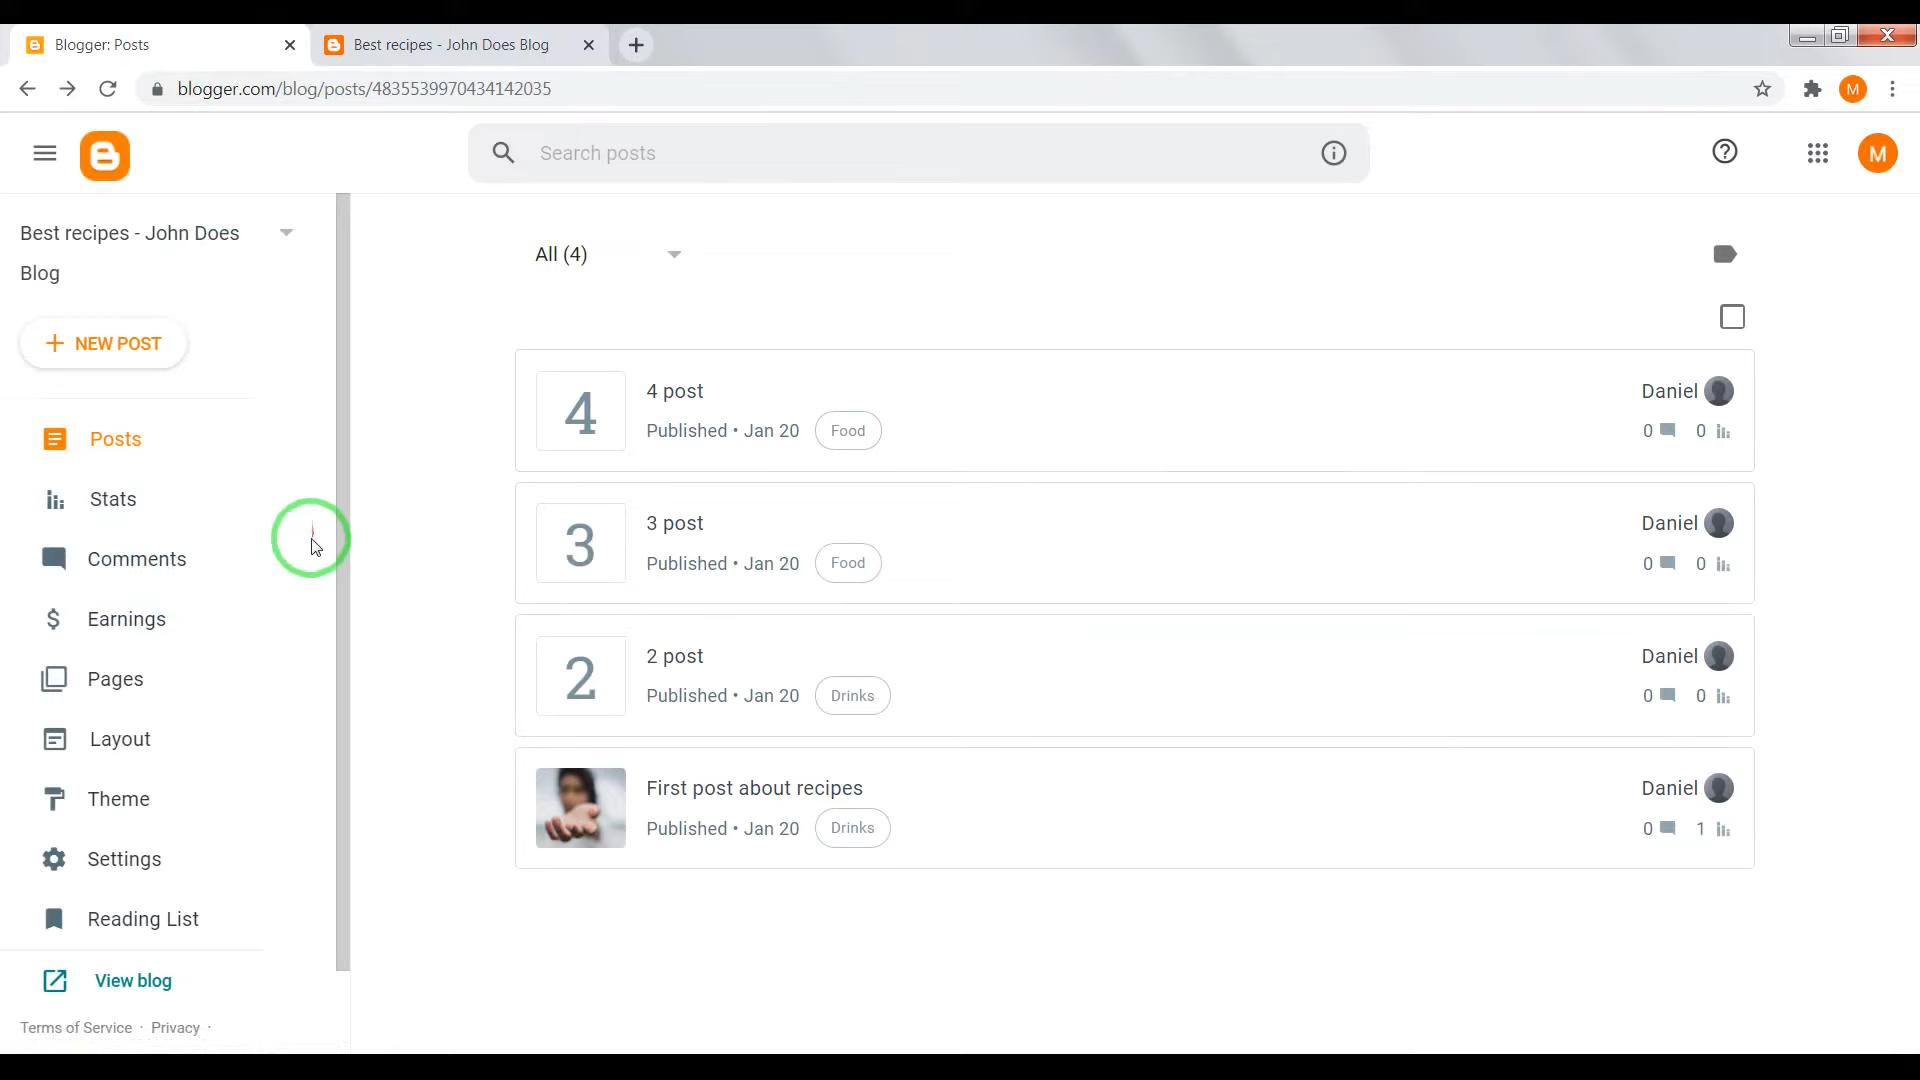 Blogger: Posts
Best recipes - John Does Blog
blogger.com/blog/posts/4835539970434142035
M
Search posts
M
Best recipes - John Does
Blog
NEW POST
Posts
Stats
Comments
Earnings
Pages
Layout
Theme
Settings
Reading List
View blog
Terms of Service · Privacy ·
All (4)
4
4 post
Daniel
Published • Jan 20
Food
0
0
3
3 post
Daniel
Published • Jan 20
Food
0
0
2
2 post
Daniel
Published • Jan 20
Drinks
0
0
First post about recipes
Daniel
Published • Jan 20
Drinks
0
1